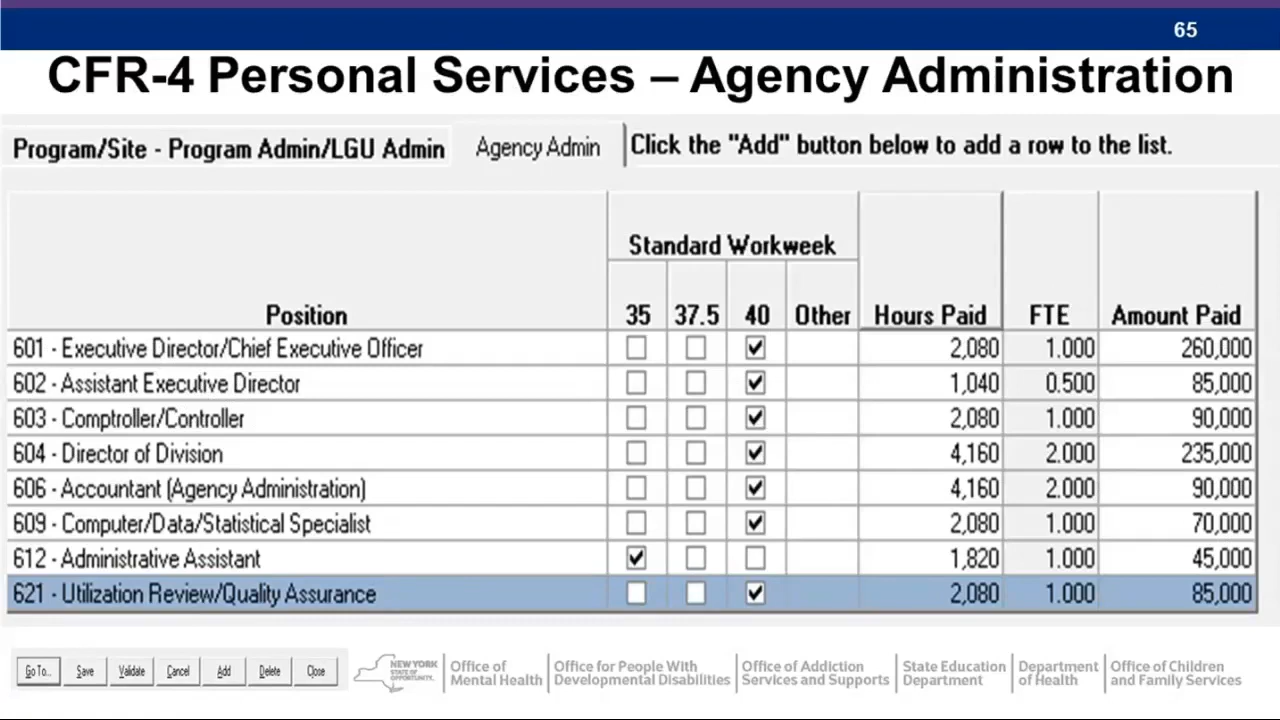 65
CFR-4 Personal Services – Agency Administration
Program/Site - Program Admin/LGU Admin Agency Admin Click the "Add" button below to add a row to the list.
Standard Workweek
Position 35 37.5 40 Other Hours Paid FTE Amount Paid
601 - Executive Director/Chief Executive Officer 2,080 1.000 260,000
602 - Assistant Executive Director 1,040 0.500 85,000
603 - Comptroller/Controller 2,080 1.000 90,000
604 - Director of Division 4,160 2.000 235,000
606 - Accountant (Agency Administration) 4,160 2.000 90,000
609 - Computer/Data/Statistical Specialist 2,080 1.000 70,000
612 - Administrative Assistant 1,820 1.000 45,000
621 - Utilization Review/Quality Assurance 2,080 1.000 85,000
Go To... Save Validate Cancel Add Delete Close
NEW YORK
STATE OF
OPPORTUNITY.
Office of
Mental Health
Office for People With
Developmental Disabilities
Office of Addiction
Services and Supports
State Education
Department
Department
of Health
Office of Children
and Family Services